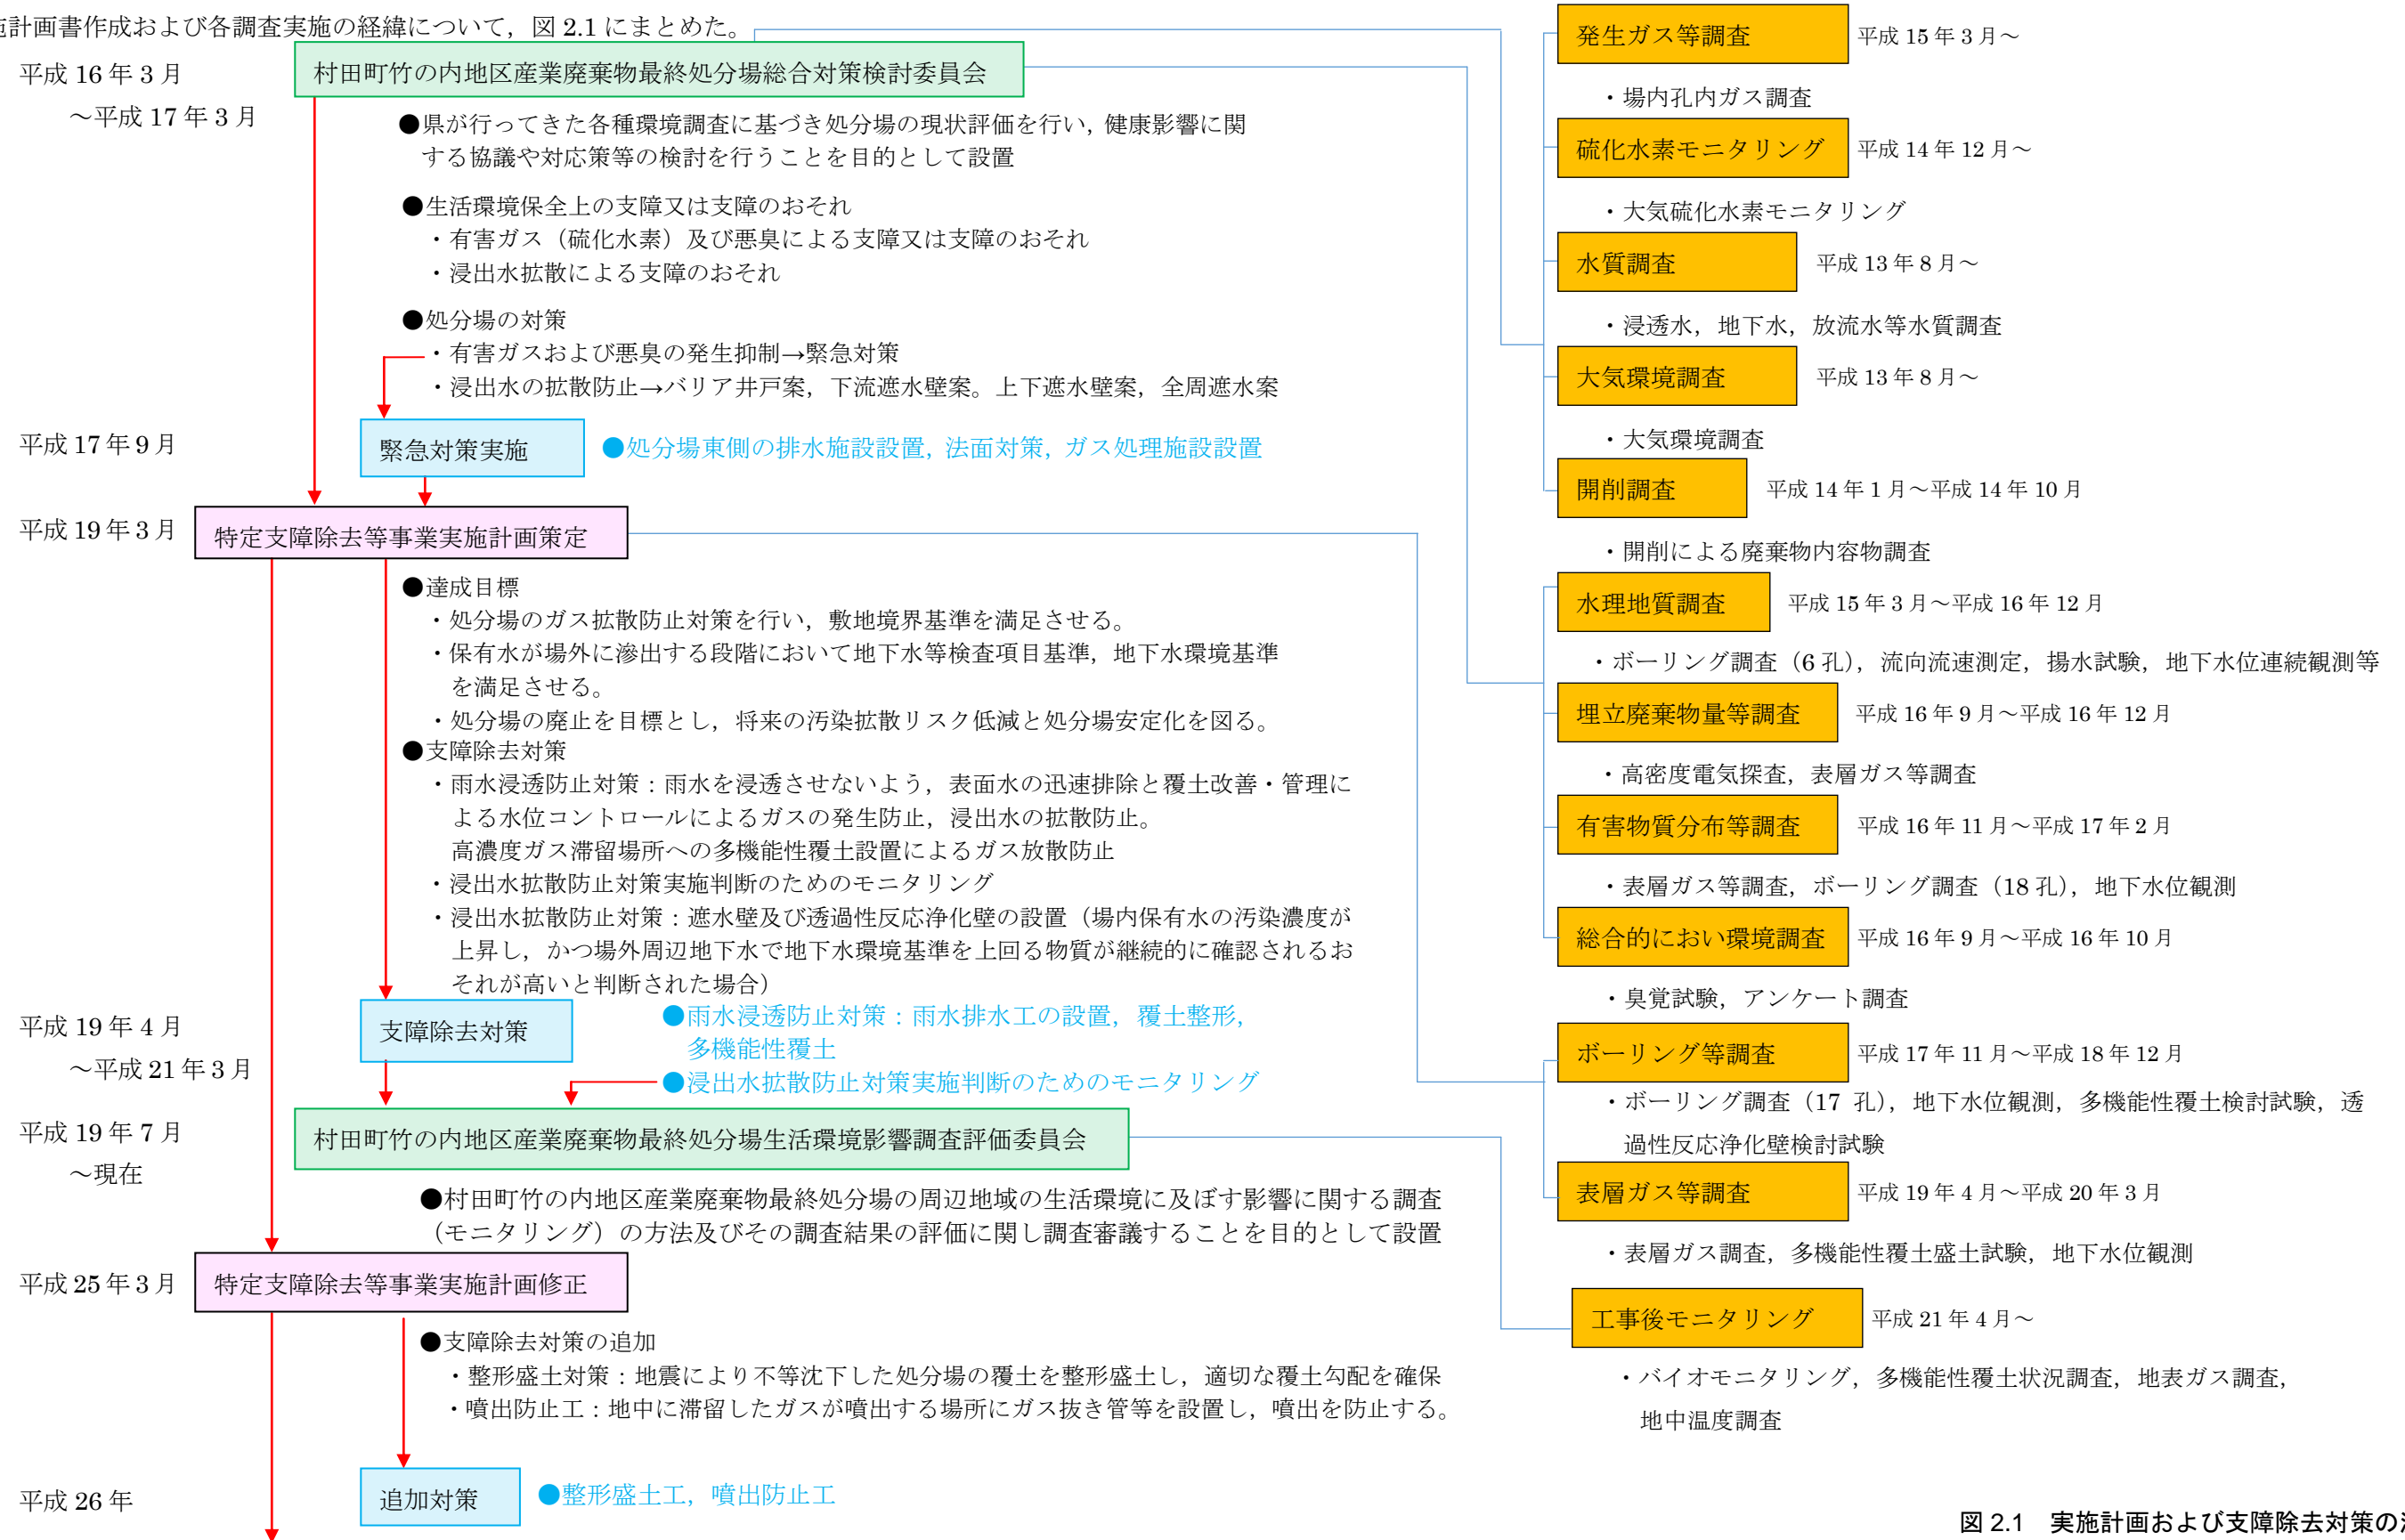 施計画書作成および各調査実施の経緯について，図 2.1 にまとめた。
平成 16 年 3 月
～平成 17 年 3 月
村田町竹の内地区産業廃棄物最終処分場総合対策検討委員会
●県が行ってきた各種環境調査に基づき処分場の現状評価を行い，健康影響に関
する協議や対応策等の検討を行うことを目的として設置
●生活環境保全上の支障又は支障のおそれ
・有害ガス（硫化水素）及び悪臭による支障又は支障のおそれ
・浸出水拡散による支障のおそれ
●処分場の対策
・有害ガスおよび悪臭の発生抑制→緊急対策
・浸出水の拡散防止→バリア井戸案，下流遮水壁案。上下遮水壁案，全周遮水案
平成 17 年 9 月
緊急対策実施
●処分場東側の排水施設設置，法面対策，ガス処理施設設置
平成 19 年 3 月
特定支障除去等事業実施計画策定
●達成目標
・処分場のガス拡散防止対策を行い，敷地境界基準を満足させる。
・保有水が場外に滲出する段階において地下水等検査項目基準，地下水環境基準
を満足させる。
・処分場の廃止を目標とし，将来の汚染拡散リスク低減と処分場安定化を図る。
●支障除去対策
・雨水浸透防止対策：雨水を浸透させないよう，表面水の迅速排除と覆土改善・管理に
よる水位コントロールによるガスの発生防止，浸出水の拡散防止。
高濃度ガス滞留場所への多機能性覆土設置によるガス放散防止
・浸出水拡散防止対策実施判断のためのモニタリング
・浸出水拡散防止対策：遮水壁及び透過性反応浄化壁の設置（場内保有水の汚染濃度が
上昇し，かつ場外周辺地下水で地下水環境基準を上回る物質が継続的に確認されるお
それが高いと判断された場合）
平成 19 年 4 月
～平成 21 年 3 月
支障除去対策
●雨水浸透防止対策：雨水排水工の設置，覆土整形，
多機能性覆土
●浸出水拡散防止対策実施判断のためのモニタリング
平成 19 年 7 月
～現在
村田町竹の内地区産業廃棄物最終処分場生活環境影響調査評価委員会
●村田町竹の内地区産業廃棄物最終処分場の周辺地域の生活環境に及ぼす影響に関する調査
（モニタリング）の方法及びその調査結果の評価に関し調査審議することを目的として設置
平成 25 年 3 月
特定支障除去等事業実施計画修正
●支障除去対策の追加
・整形盛土対策：地震により不等沈下した処分場の覆土を整形盛土し，適切な覆土勾配を確保
・噴出防止工：地中に滞留したガスが噴出する場所にガス抜き管等を設置し，噴出を防止する。
平成 26 年
追加対策
●整形盛土工，噴出防止工
発生ガス等調査
平成 15 年 3 月～
・場内孔内ガス調査
硫化水素モニタリング
平成 14 年 12 月～
・大気硫化水素モニタリング
水質調査
平成 13 年 8 月～
・浸透水，地下水，放流水等水質調査
大気環境調査
平成 13 年 8 月～
・大気環境調査
開削調査
平成 14 年 1 月～平成 14 年 10 月
・開削による廃棄物内容物調査
水理地質調査
平成 15 年 3 月～平成 16 年 12 月
・ボーリング調査（6 孔），流向流速測定，揚水試験，地下水位連続観測等
埋立廃棄物量等調査
平成 16 年 9 月～平成 16 年 12 月
・高密度電気探査，表層ガス等調査
有害物質分布等調査
平成 16 年 11 月～平成 17 年 2 月
・表層ガス等調査，ボーリング調査（18 孔），地下水位観測
総合的におい環境調査
平成 16 年 9 月～平成 16 年 10 月
・臭覚試験，アンケート調査
ボーリング等調査
平成 17 年 11 月～平成 18 年 12 月
・ボーリング調査（17 孔），地下水位観測，多機能性覆土検討試験，透
過性反応浄化壁検討試験
表層ガス等調査
平成 19 年 4 月～平成 20 年 3 月
・表層ガス調査，多機能性覆土盛土試験，地下水位観測
工事後モニタリング
平成 21 年 4 月～
・バイオモニタリング，多機能性覆土状況調査，地表ガス調査，
地中温度調査
図 2.1 実施計画および支障除去対策の